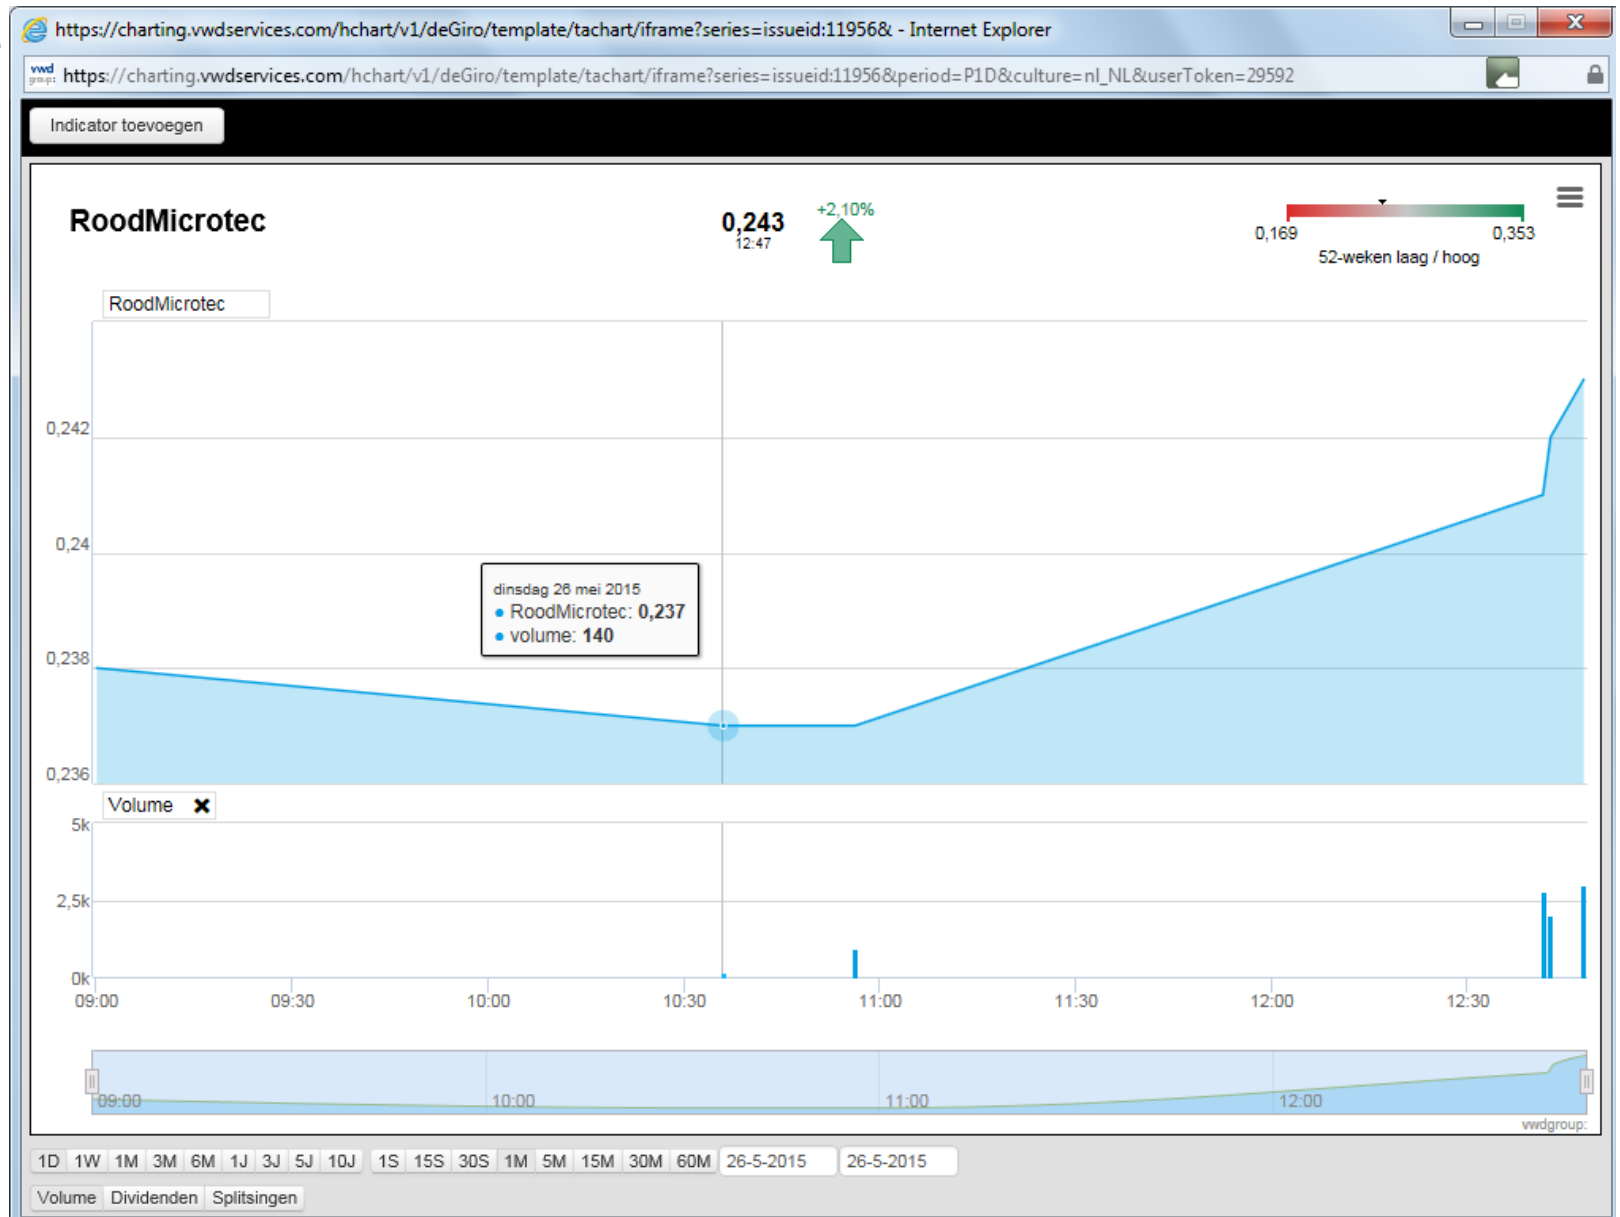 https://charting.vwdservices.com/hchart/v1/deGiro/template/tachart/iframe?series=issueid:11956& - Internet Explorer
vwd group: https://charting.vwdservices.com/hchart/v1/deGiro/template/tachart/iframe?series=issueid:11956&period=P1D&culture=nl_NL&userToken=29592
Indicator toevoegen
RoodMicrotec
0,243
12:47
+2,10%
0,169 0,353
52-weken laag / hoog
RoodMicrotec
0,242
0,24
dinsdag 26 mei 2015
• RoodMicrotec: 0,237
• volume: 140
0,238
0,236
Volume ✖
5k
2,5k
0k
09:00 09:30 10:00 10:30 11:00 11:30 12:00 12:30
09:00 10:00 11:00 12:00
vwdgroup:
1D 1W 1M 3M 6M 1J 3J 5J 10J 1S 15S 30S 1M 5M 15M 30M 60M 26-5-2015 26-5-2015
Volume Dividenden Splitsingen